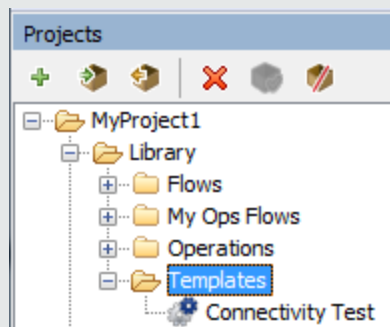 Projects
MyProject1
Library
Flows
My Ops Flows
Operations
Templates
Connectivity Test